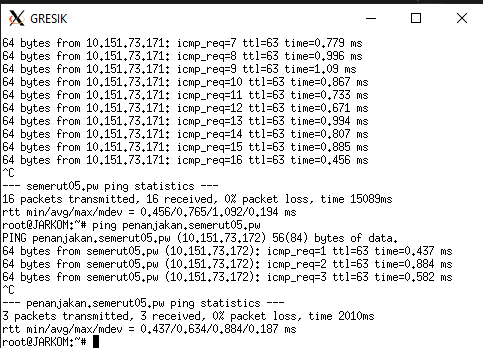 GRESIK
64 bytes from 10.151.73.171: icmp_req=7 ttl=63 time=0.779 ms
64 bytes from 10.151.73.171: icmp_req=8 ttl=63 time=0.996 ms
64 bytes from 10.151.73.171: icmp_req=9 ttl=63 time=1.09 ms
64 bytes from 10.151.73.171: icmp_req=10 ttl=63 time=0.867 ms
64 bytes from 10.151.73.171: icmp_req=11 ttl=63 time=0.733 ms
64 bytes from 10.151.73.171: icmp_req=12 ttl=63 time=0.671 ms
64 bytes from 10.151.73.171: icmp_req=13 ttl=63 time=0.994 ms
64 bytes from 10.151.73.171: icmp_req=14 ttl=63 time=0.807 ms
64 bytes from 10.151.73.171: icmp_req=15 ttl=63 time=0.885 ms
64 bytes from 10.151.73.171: icmp_req=16 ttl=63 time=0.456 ms
^C
--- semerut05.pw ping statistics ---
16 packets transmitted, 16 received, 0% packet loss, time 15089ms
rtt min/avg/max/mdev = 0.456/0.765/1.092/0.194 ms
root@JARKOM:~# ping penanjakan.semerut05.pw
PING penanjakan.semerut05.pw (10.151.73.172) 56(84) bytes of data.
64 bytes from semerut05.pw (10.151.73.172): icmp_req=1 ttl=63 time=0.437 ms
64 bytes from semerut05.pw (10.151.73.172): icmp_req=2 ttl=63 time=0.884 ms
64 bytes from semerut05.pw (10.151.73.172): icmp_req=3 ttl=63 time=0.582 ms
^C
--- penanjakan.semerut05.pw ping statistics ---
3 packets transmitted, 3 received, 0% packet loss, time 2010ms
rtt min/avg/max/mdev = 0.437/0.634/0.884/0.187 ms
root@JARKOM:~#